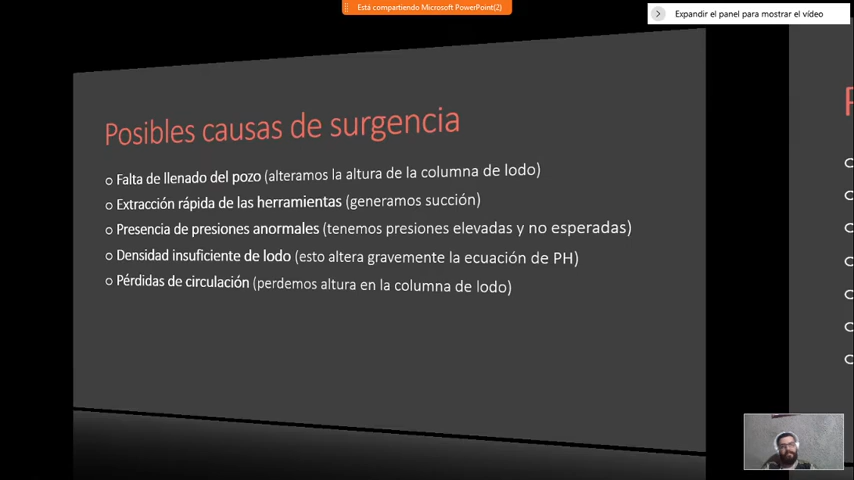 Está compartiendo Microsoft PowerPoint(2)
Expandir el panel para mostrar el vídeo
Posibles causas de surgencia
Falta de llenado del pozo (alteramos la altura de la columna de lodo)
Extracción rápida de las herramientas (generamos succión)
Presencia de presiones anormales (tenemos presiones elevadas y no esperadas)
Densidad insuficiente de lodo (esto altera gravemente la ecuación de PH)
Pérdidas de circulación (perdemos altura en la columna de lodo)